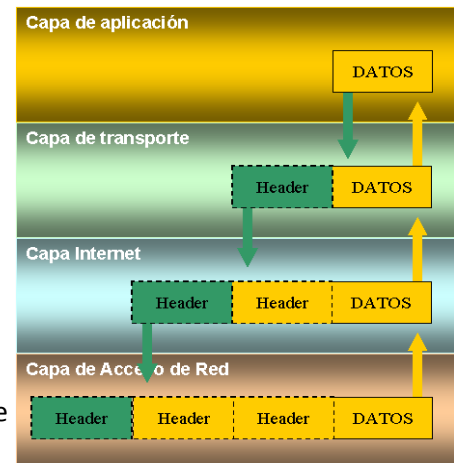 Capa de aplicación
DATOS
Capa de transporte
Header DATOS
Capa Internet
Header Header DATOS
Capa de Acceso de Red
e
Header Header Header DATOS